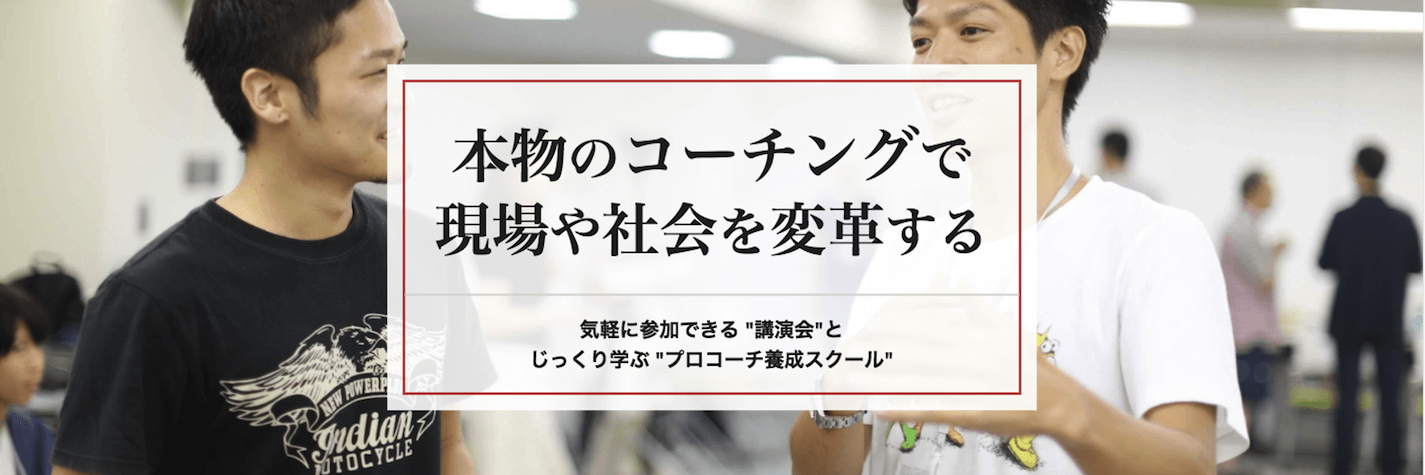 本物のコーチングで
現場や社会を変革する
気軽に参加できる "講演会"と
じっくり学ぶ "プロコーチ養成スクール"
NEW POWERPL
Indian
MOTOCYCLE